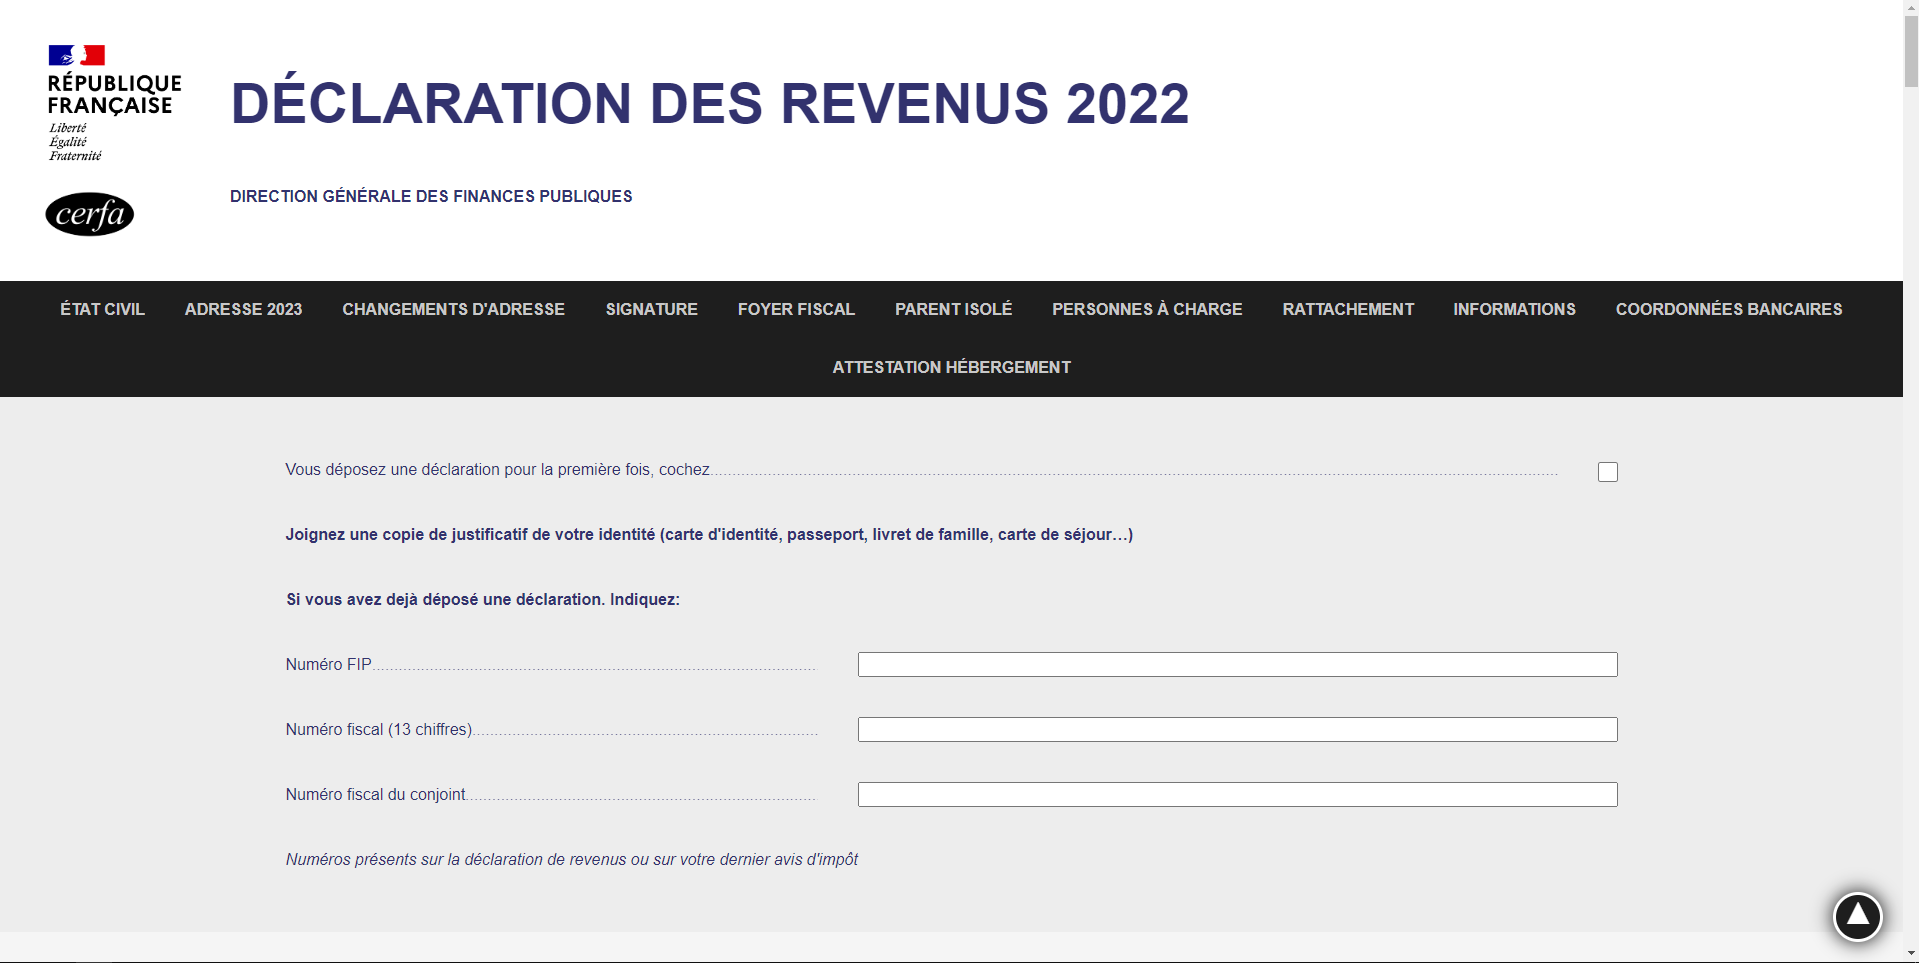 RÉPUBLIQUE
FRANÇAISE
Liberté
Égalité
Fraternité
cerfa
DÉCLARATION DES REVENUS 2022
DIRECTION GÉNÉRALE DES FINANCES PUBLIQUES
ÉTAT CIVIL ADRESSE 2023 CHANGEMENTS D'ADRESSE SIGNATURE FOYER FISCAL PARENT ISOLÉ PERSONNES À CHARGE RATTACHEMENT INFORMATIONS COORDONNÉES BANCAIRES
ATTESTATION HÉBERGEMENT
Vous déposez une déclaration pour la première fois, cochez
Joignez une copie de justificatif de votre identité (carte d'identité, passeport, livret de famille, carte de séjour…)
Si vous avez dejà déposé une déclaration. Indiquez:
Numéro FIP
Numéro fiscal (13 chiffres)
Numéro fiscal du conjoint
Numéros présents sur la déclaration de revenus ou sur votre dernier avis d'impôt